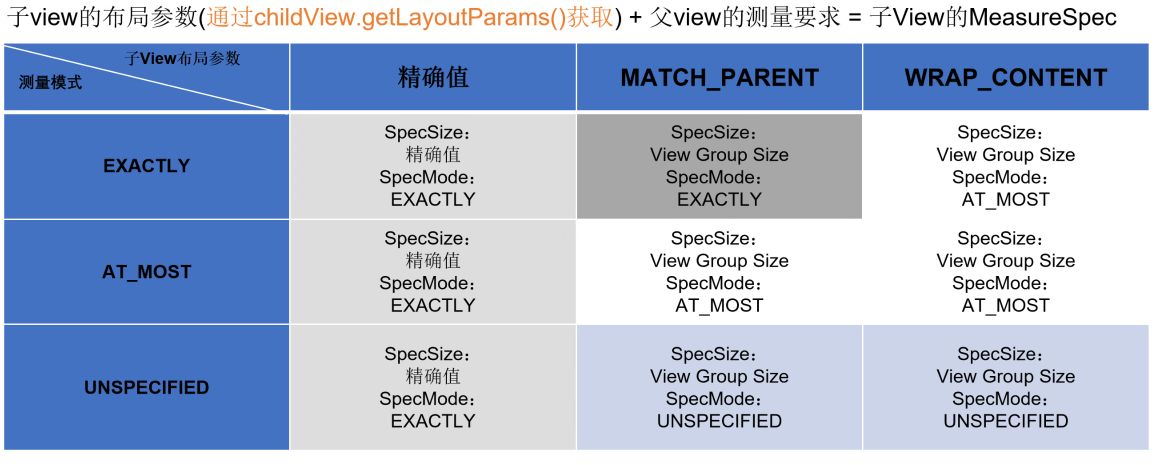 子view的布局参数(通过childView.getLayoutParams()获取) + 父view的测量要求 = 子View的MeasureSpec
子View布局参数
测量模式
精确值
MATCH_PARENT
WRAP_CONTENT
EXACTLY
SpecSize：
精确值
SpecMode：
EXACTLY
SpecSize：
View Group Size
SpecMode：
EXACTLY
SpecSize：
View Group Size
SpecMode：
AT_MOST
AT_MOST
SpecSize：
精确值
SpecMode：
EXACTLY
SpecSize：
View Group Size
SpecMode：
AT_MOST
SpecSize：
View Group Size
SpecMode：
AT_MOST
UNSPECIFIED
SpecSize：
精确值
SpecMode：
EXACTLY
SpecSize：
View Group Size
SpecMode：
UNSPECIFIED
SpecSize：
View Group Size
SpecMode：
UNSPECIFIED